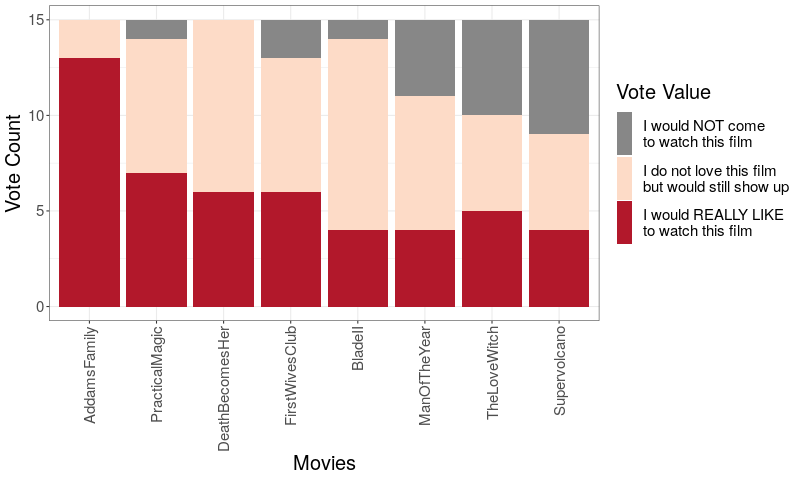 15
10
5
0
Vote Count
AddamsFamily
PracticalMagic
DeathBecomesHer
FirstWivesClub
BladeII
ManOfTheYear
TheLoveWitch
Supervolcano
Movies
Vote Value
I would NOT come
to watch this film
I do not love this film
but would still show up
I would REALLY LIKE
to watch this film